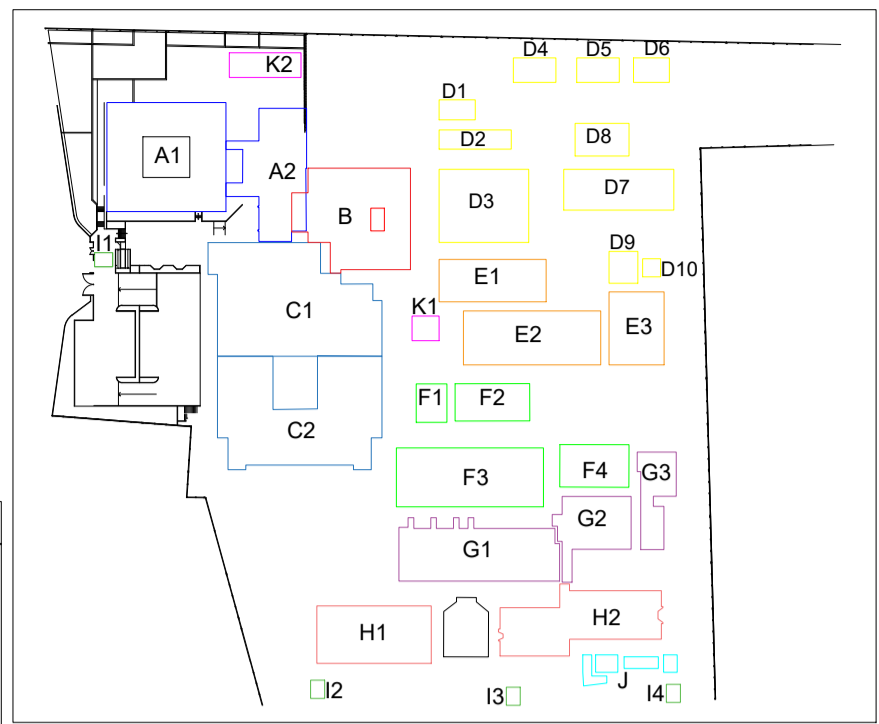 D4 D5 D6
K2
D1
D2 D8
A1 A2
D7
D3
B
I1 D9
D10
E1
C1 K1
E2 E3
F1 F2
C2
F3 F4 G3
G2
G1
H1 H2
J
I2 I3 I4